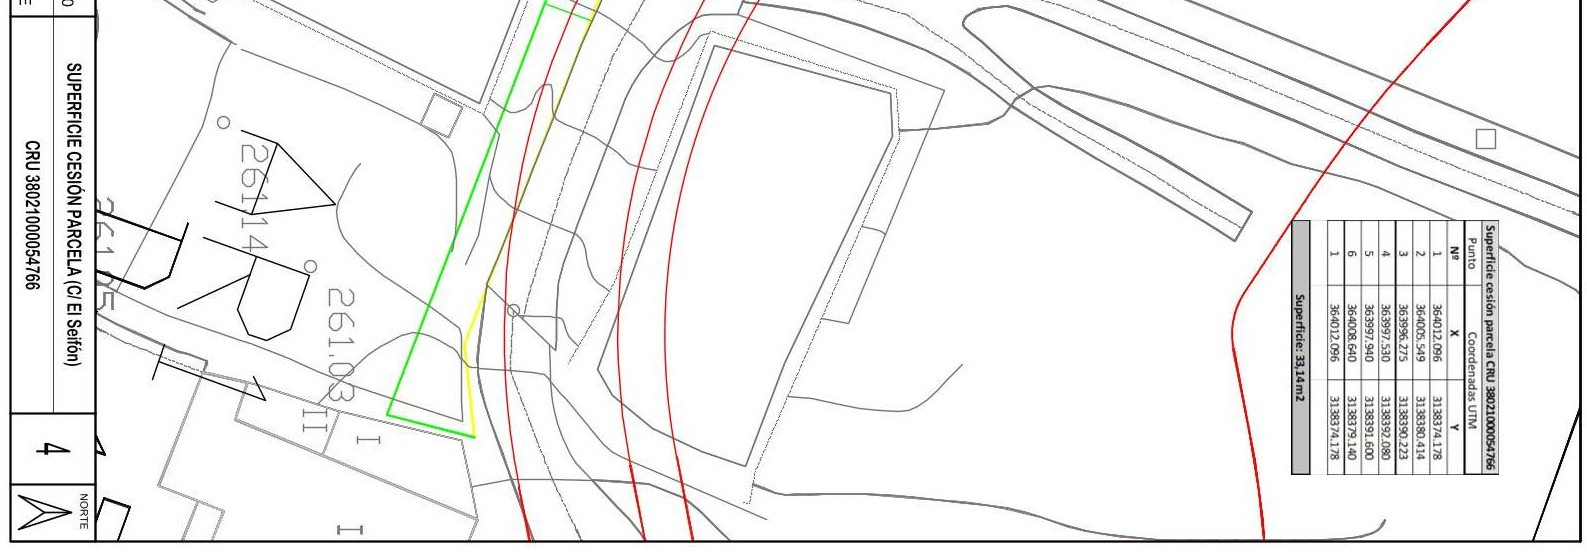 SUPERFICIE CESIÓN PARCELA (C/ El Seifón)
CRU 38021000054766
4
NORTE
261.14
261.03
II
I
I
Superficie cesión parcela CRU 38021000054766
Punto Coordenadas UTM
Nº X Y
1 364012.096 3138374.178
2 364005.549 3138380.414
3 363996.275 3138390.223
4 363997.530 3138392.080
5 363997.940 3138391.600
6 364008.640 3138379.140
1 364012.096 3138374.178
Superficie: 33,14 m2